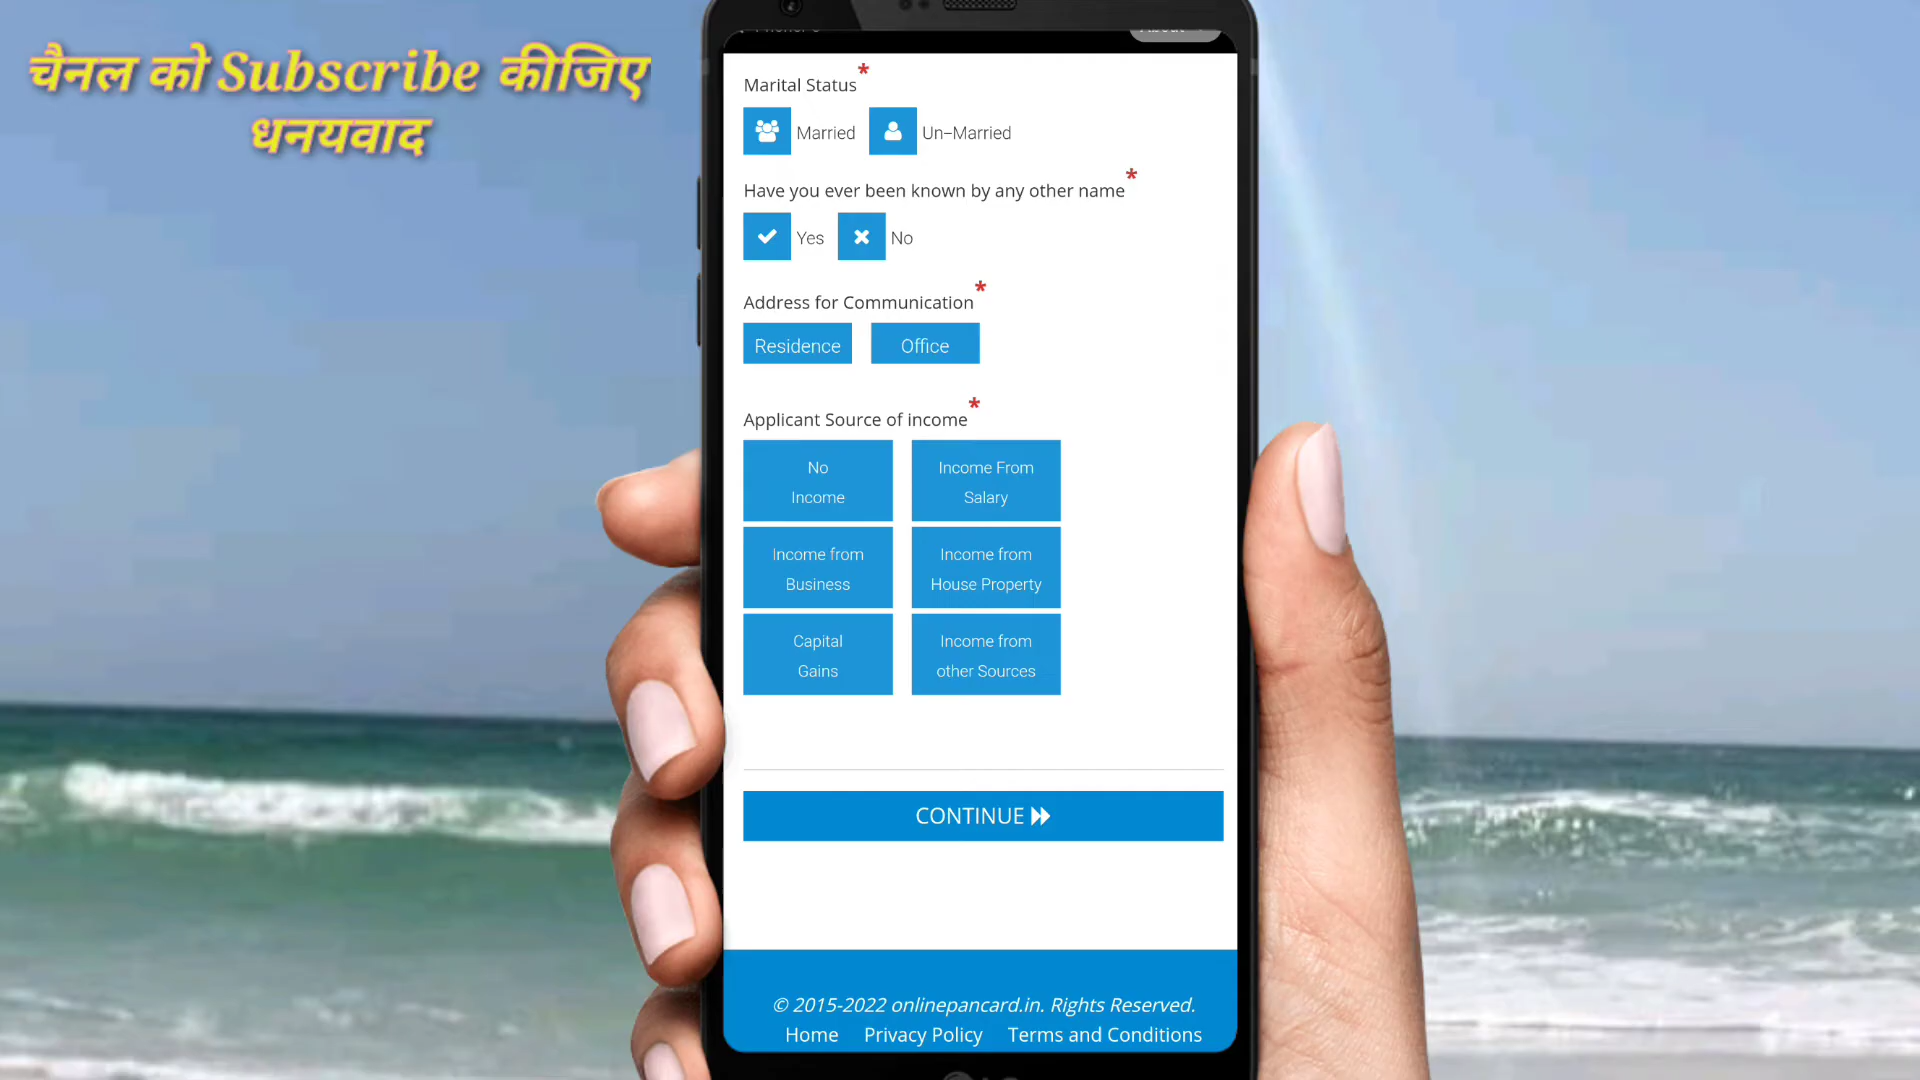 चैनल को Subscribe कीजिए
धनयवाद
Marital Status*
Married Un-Married
Have you ever been known by any other name*
Yes No
Address for Communication*
Residence Office
Applicant Source of income*
No
Income
Income From
Salary
Income from
Business
Income from
House Property
Capital
Gains
Income from
other Sources
CONTINUE
© 2015-2022 onlinepancard.in. Rights Reserved.
Home Privacy Policy Terms and Conditions